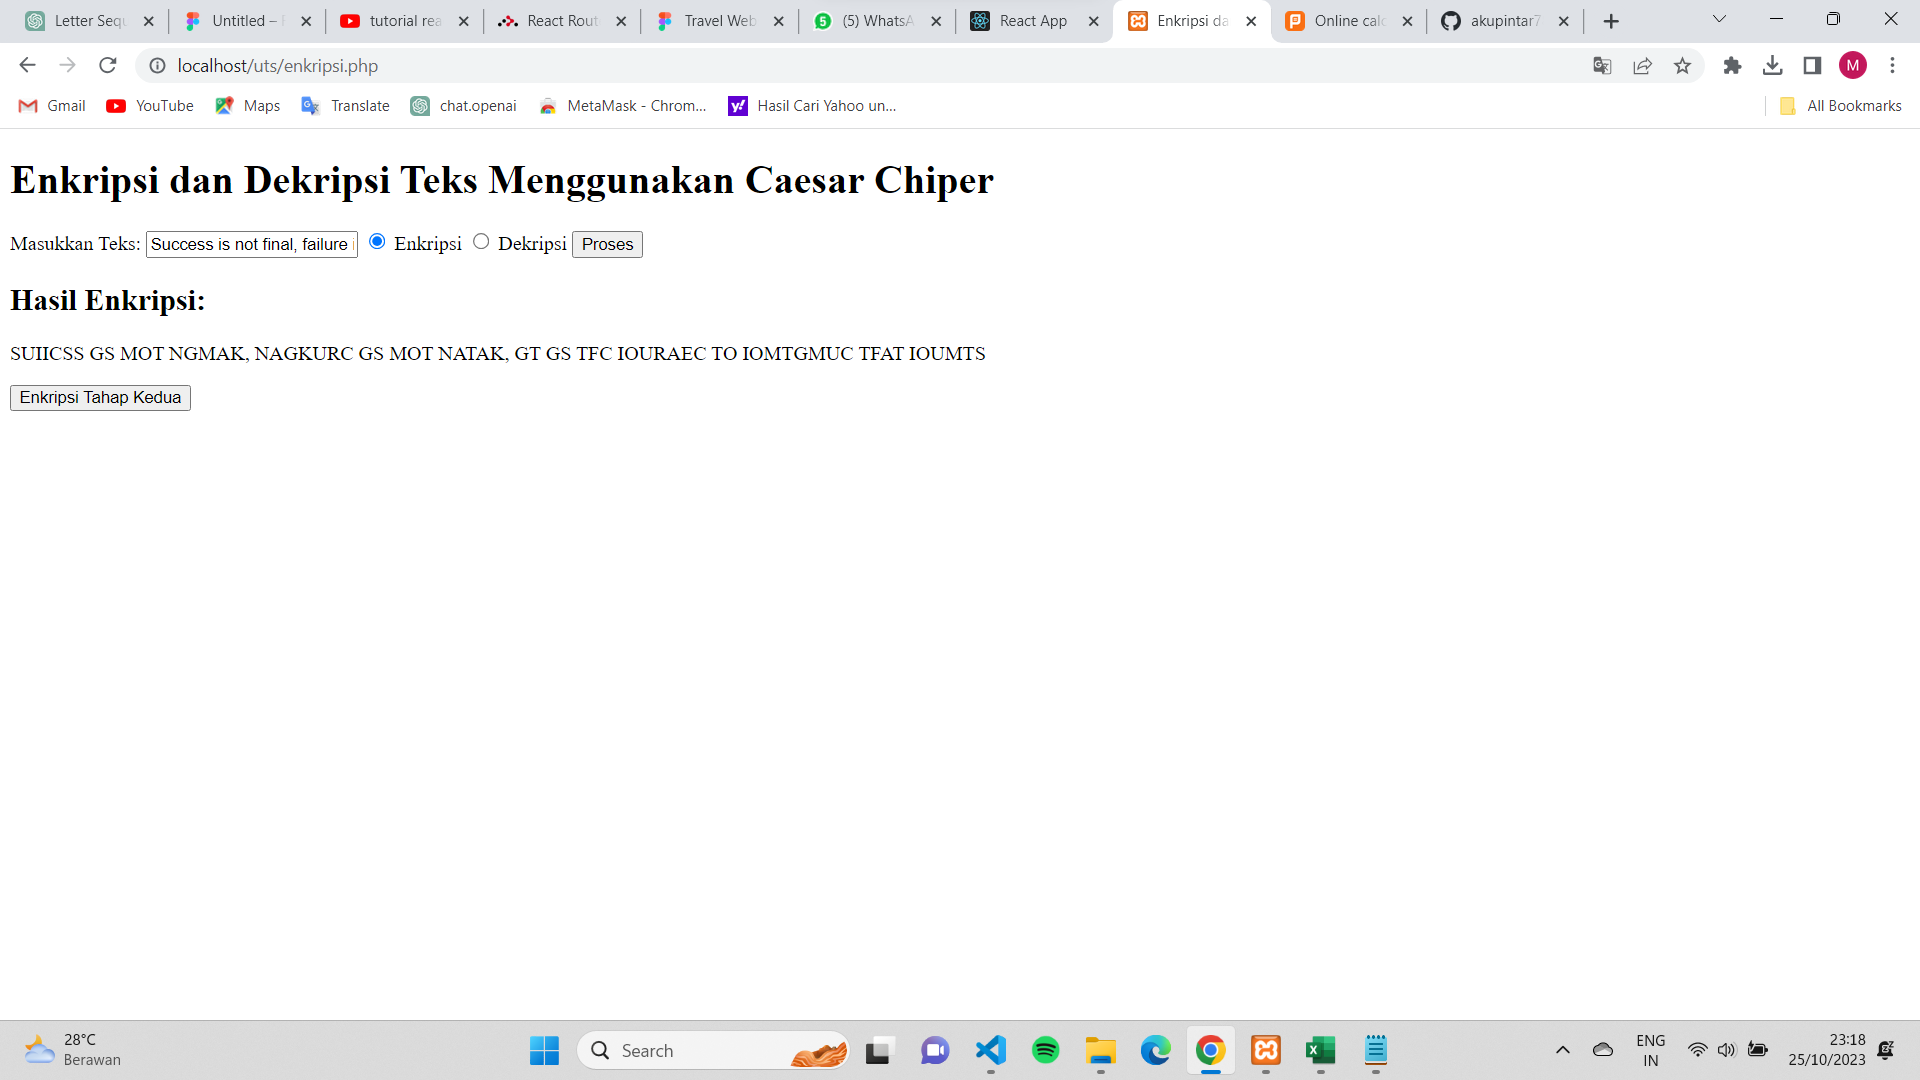 Letter Sequ
Untitled – F
tutorial rea
React Rout
Travel Web
(5) WhatsA
React App
Enkripsi da
Online calc
akupintar7
localhost/uts/enkripsi.php
M
Gmail
YouTube
Maps
Translate
chat.openai
MetaMask - Chrom...
Hasil Cari Yahoo un...
All Bookmarks
Enkripsi dan Dekripsi Teks Menggunakan Caesar Chiper
Masukkan Teks: Success is not final, failure Enkripsi Dekripsi Proses
Hasil Enkripsi:
SUIICSS GS MOT NGMAK, NAGKURC GS MOT NATAK, GT GS TFC IOURAEC TO IOMTGMUC TFAT IOUMTS
Enkripsi Tahap Kedua
28°C
Berawan
Search
ENG
IN
23:18
25/10/2023